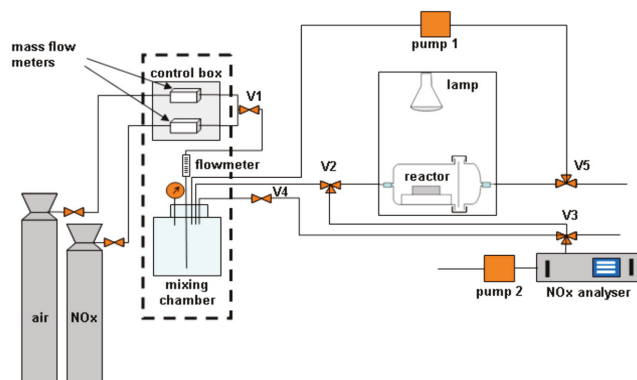 mass flow
meters
control box
V1
flowmeter
pump 1
lamp
V2
reactor
V5
V4
V3
mixing
chamber
air
NOx
pump 2
NOx analyser